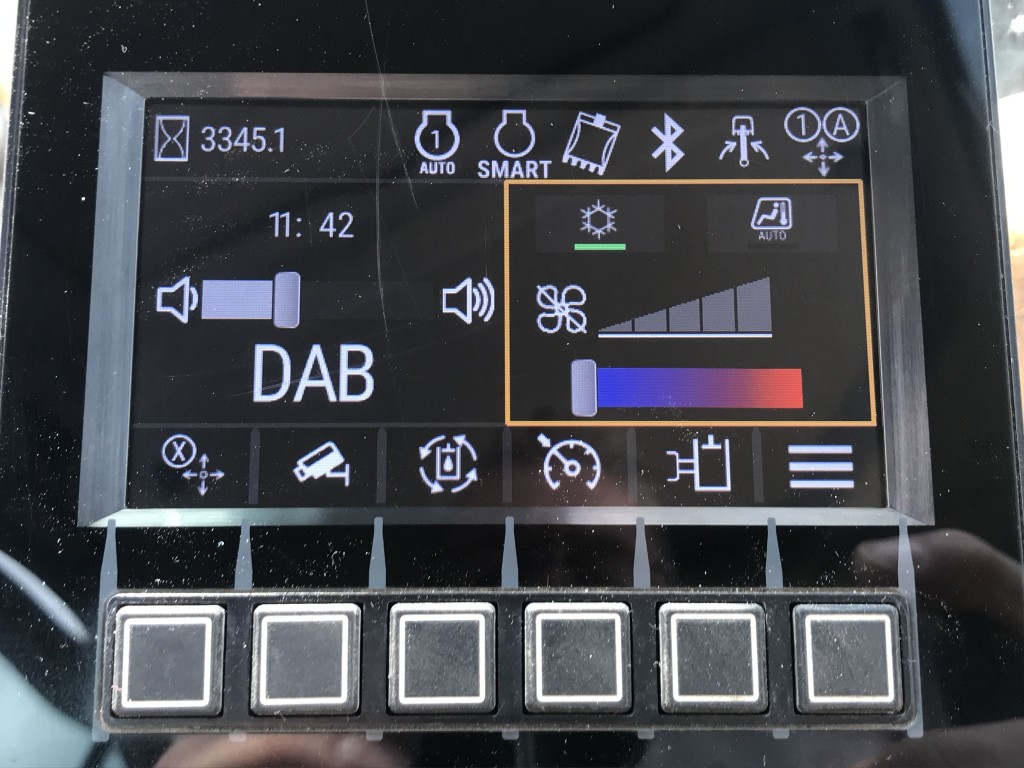 3345.1
1
AUTO
SMART
1 A
11: 42
AUTO
DAB
X